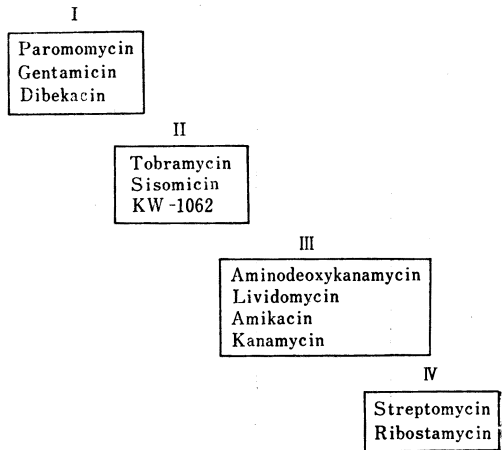 I
Paromomycin
Gentamicin
Dibekacin
II
Tobramycin
Sisomicin
KW-1062
III
Aminodeoxykanamycin
Lividomycin
Amikacin
Kanamycin
IV
Streptomycin
Ribostamycin